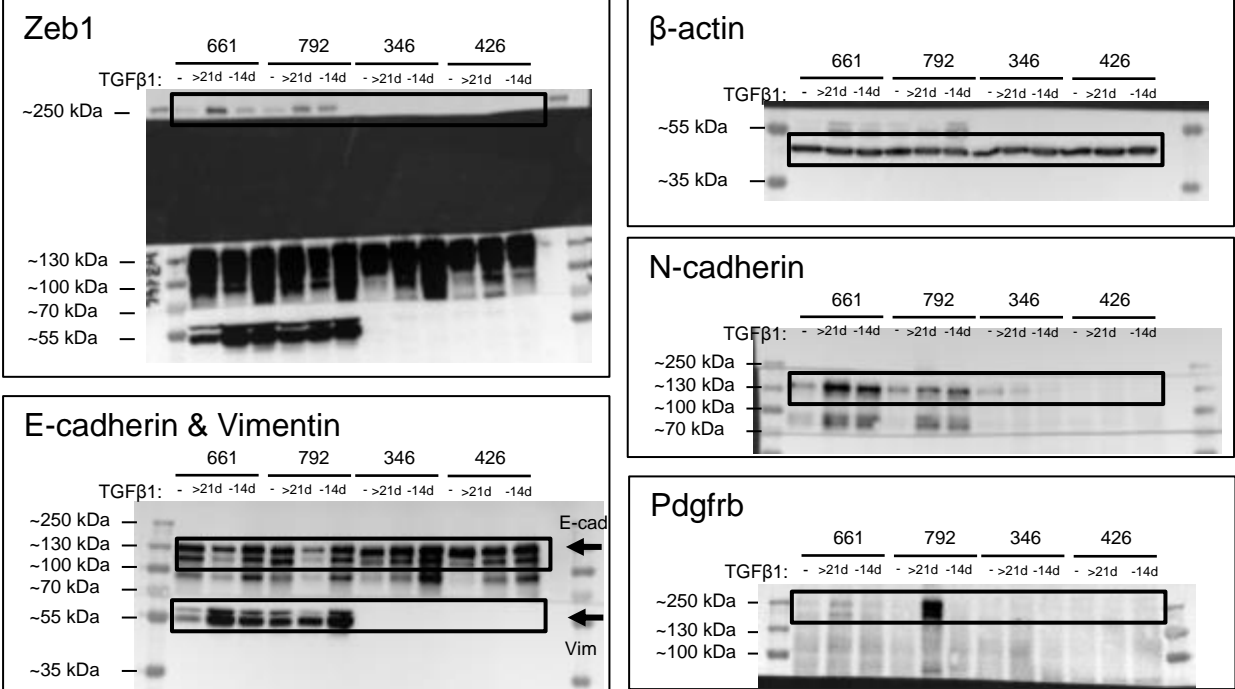 Zeb1
661 792 346 426
TGFβ1: - >21d -14d - >21d -14d - >21d -14d - >21d -14d
~250 kDa
~130 kDa
~100 kDa
~70 kDa
~55 kDa
E-cadherin & Vimentin
661 792 346 426
TGFβ1: - >21d -14d - >21d -14d - >21d -14d - >21d -14d
~250 kDa
E-cad
~130 kDa
~100 kDa
~70 kDa
~55 kDa
Vim
~35 kDa
β-actin
661 792 346 426
TGFβ1: - >21d -14d - >21d -14d - >21d -14d - >21d -14d
~55 kDa
~35 kDa
N-cadherin
661 792 346 426
TGFβ1: - >21d -14d - >21d -14d - >21d -14d - >21d -14d
~250 kDa
~130 kDa
~100 kDa
~70 kDa
Pdgfrb
661 792 346 426
TGFβ1: - >21d -14d - >21d -14d - >21d -14d - >21d -14d
~250 kDa
~130 kDa
~100 kDa